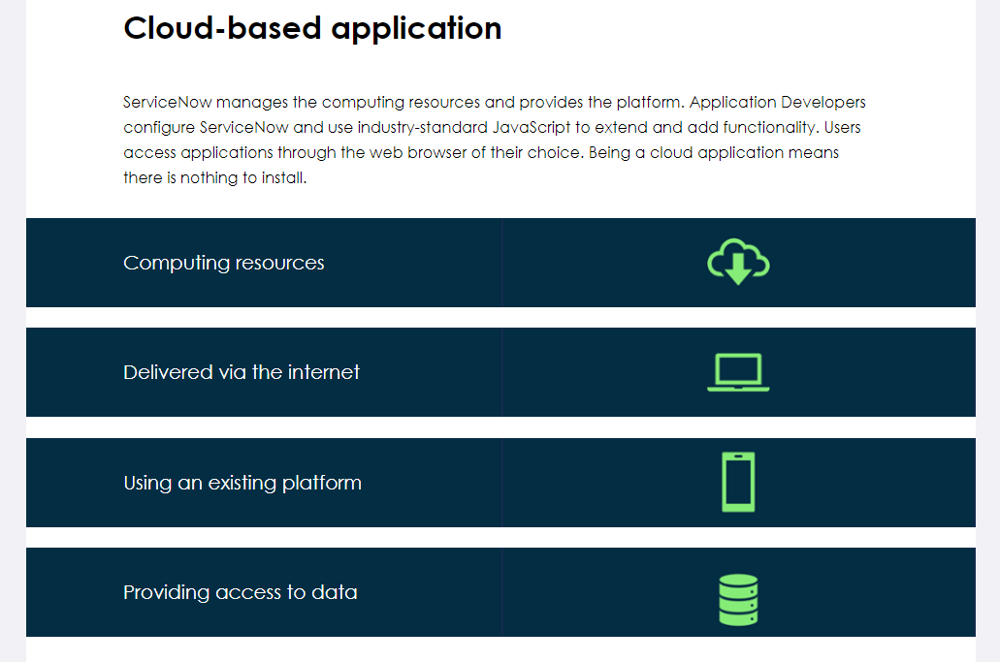 Cloud-based application
ServiceNow manages the computing resources and provides the platform. Application Developers
configure ServiceNow and use industry-standard JavaScript to extend and add functionality. Users
access applications through the web browser of their choice. Being a cloud application means
there is nothing to install.
Computing resources
Delivered via the internet
Using an existing platform
Providing access to data